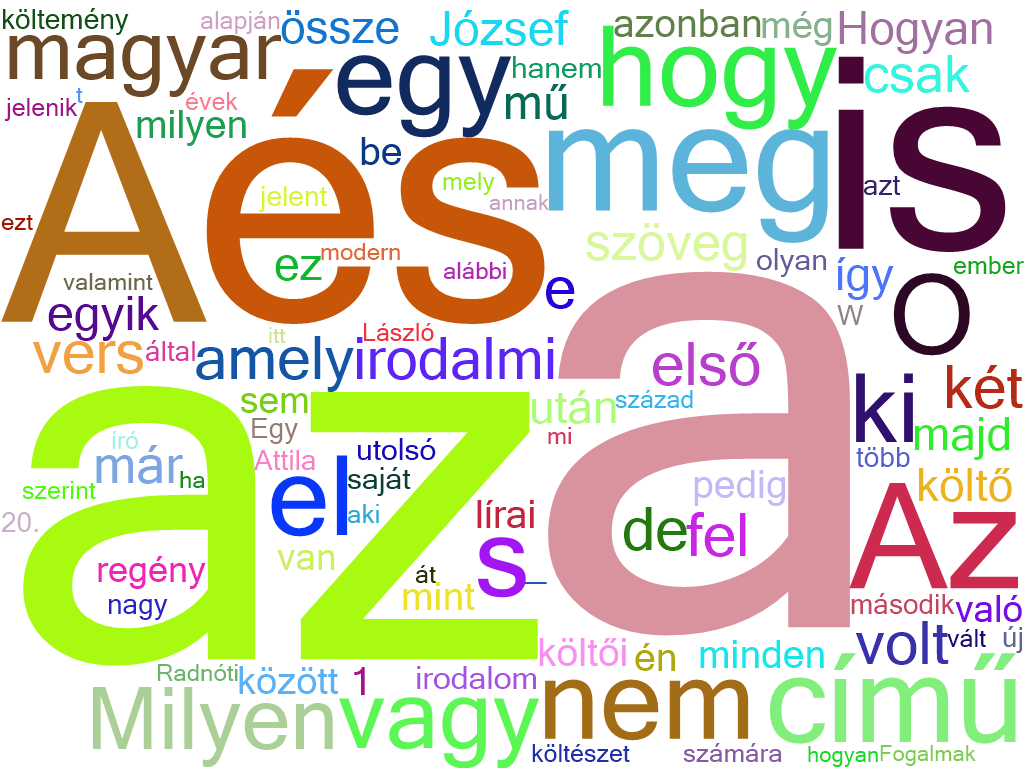 költemény alapján össze József azonban még Hogyan
magyar egy hanem hogy csak
jelenik t évek mű is
milyen be meg
A és mely azt
jelent annak
ezt szöveg
ez modern alábbi olyan így ember
valamint e
egyik W o
itt László
vers által amely irodalmi első
sem után század ki két
Egy mi majd
író utolsó
már ha Attila saját több
szerint el pedig költő
20. aki lírai de fel Az
az a
van s
regény át
mint —
nagy második való
volt vált új
Radnóti költői én minden
között 1 irodalom
Milyen vagy nem című
költészet számára hogyan Fogalmak